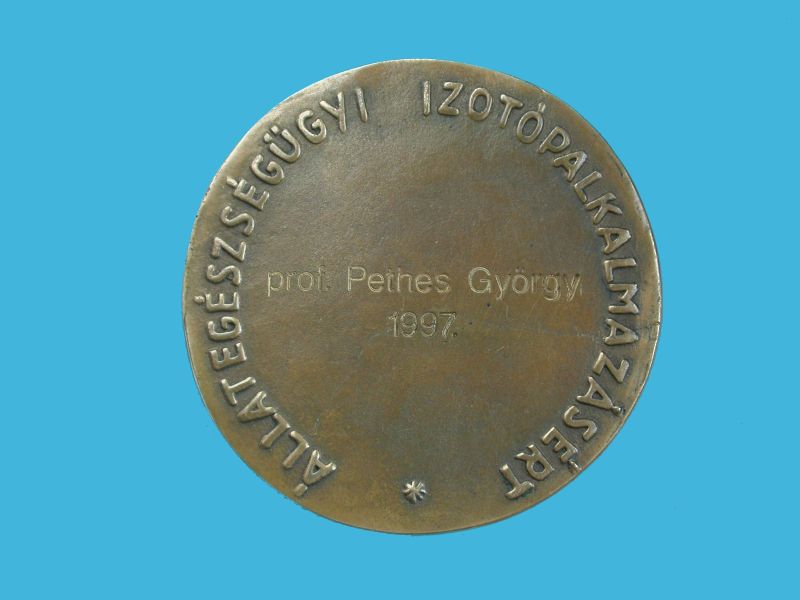 ÁLLATEGÉSZSÉGÜGYI IZOTÓPALKALMAZÁSÉRT
prof. Pethes György.
1997.